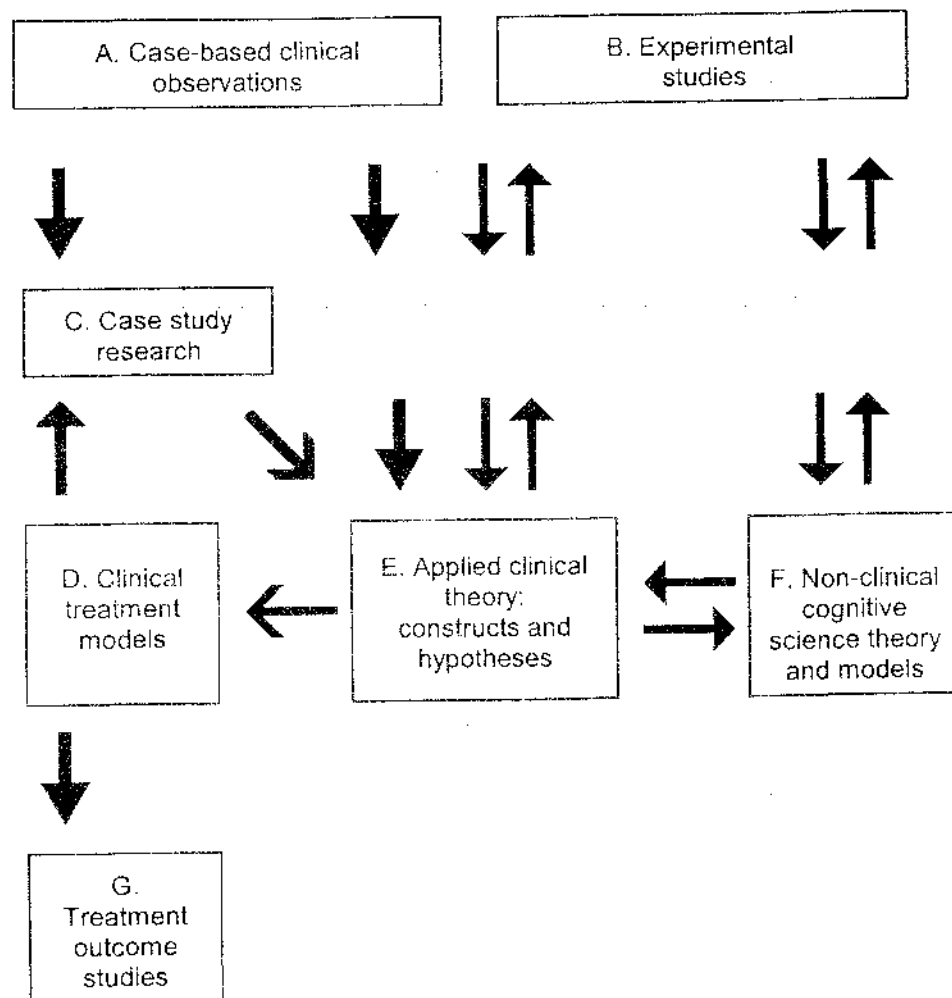 A. Case-based clinical
observations
B. Experimental
studies
C. Case study
research
D. Clinical
treatment
models
E. Applied clinical
theory:
constructs and
hypotheses
F. Non-clinical
cognitive
science theory
and models
G.
Treatment
outcome
studies